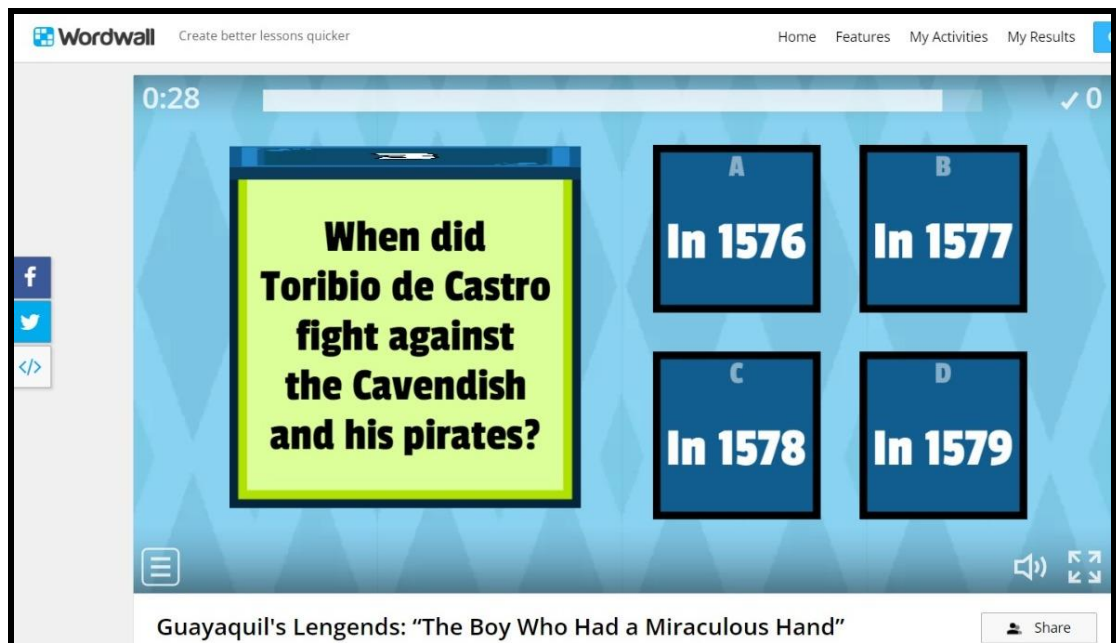 Wordwall Create better lessons quicker Home Features My Activities My Results
0:28 ✓ 0
When did
Toribio de Castro
fight against
the Cavendish
and his pirates?
A B
In 1576 In 1577
C D
In 1578 In 1579
f
</>
Guayaquil's Lengends: “The Boy Who Had a Miraculous Hand” Share